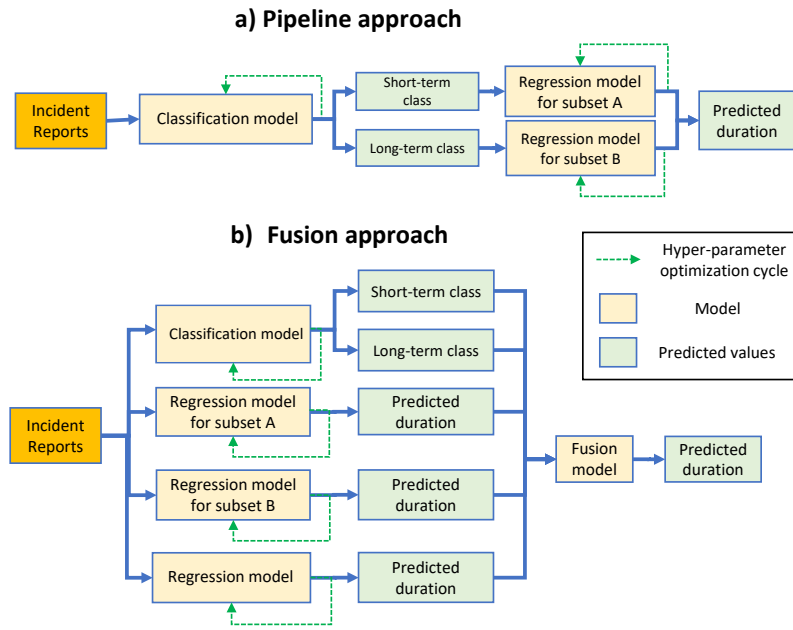 a) Pipeline approach
Incident
Reports
Classification model
Short-term
class
Long-term class
Regression model
for subset A
Regression model
for subset B
Predicted
duration
b) Fusion approach
Hyper-parameter
optimization cycle
Model
Predicted values
Incident
Reports
Classification model
Short-term class
Long-term class
Regression model
for subset A
Predicted
duration
Regression model
for subset B
Predicted
duration
Regression model
Predicted
duration
Fusion
model
Predicted
duration